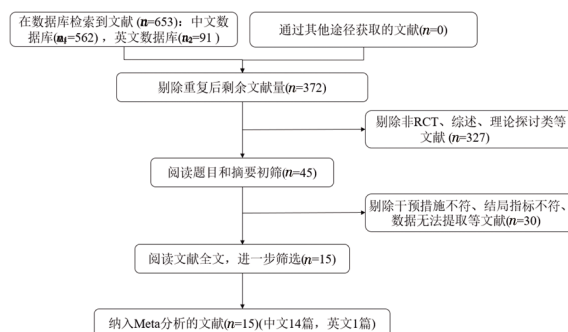 在数据库检索到文献 (n=653)：中文数
据库(n₁=562) ，英文数据库(n₂=91 )
通过其他途径获取的文献(n=0)
剔除重复后剩余文献量(n=372)
剔除非RCT、综述、理论探讨类等
文献 (n=327)
阅读题目和摘要初筛(n=45)
剔除干预措施不符、结局指标不符、
数据无法提取等文献(n=30)
阅读文献全文，进一步筛选(n=15)
纳入Meta分析的文献(n=15)(中文14篇，英文1篇)